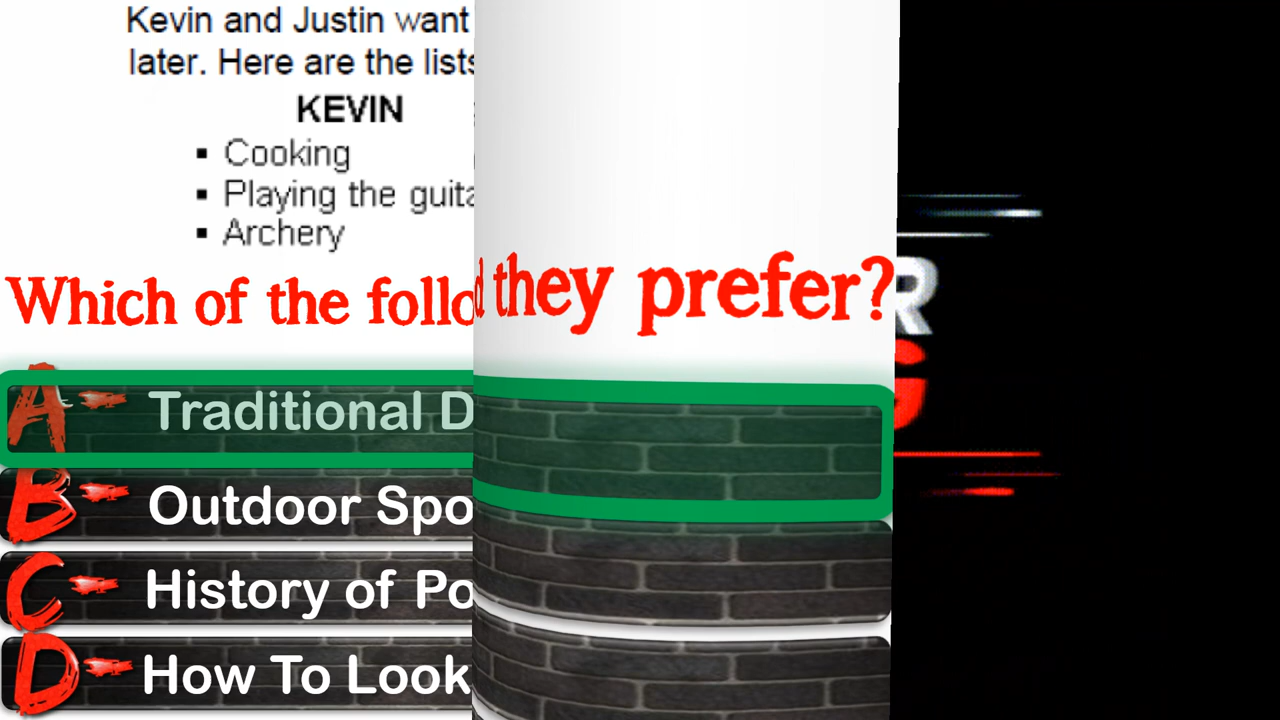 Kevin and Justin want
later. Here are the lists
KEVIN
▪ Cooking
▪ Playing the guita
▪ Archery
Which of the follo d they prefer?
A- Traditional D
B- Outdoor Spo
C- History of Po
D- How To Look
R
G